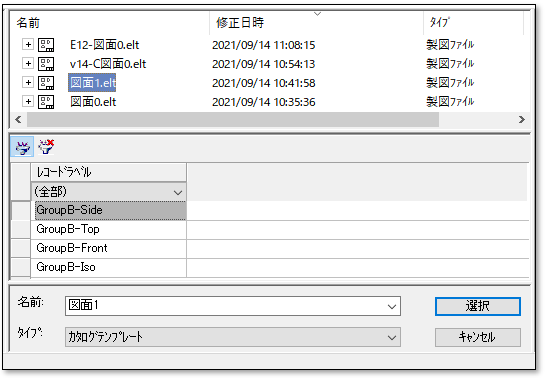 名前 修正日時 ﾀｲﾌﾟ
E12-図面0.elt 2021/09/14 11:08:15 製図ﾌｧｲﾙ
v14-C図面0.elt 2021/09/14 10:54:13 製図ﾌｧｲﾙ
図面1.elt 2021/09/14 10:41:58 製図ﾌｧｲﾙ
図面0.elt 2021/09/14 10:35:36 製図ﾌｧｲﾙ
ﾚｺｰﾄﾞﾗﾍﾞﾙ
(全部)
GroupB-Side
GroupB-Top
GroupB-Front
GroupB-Iso
名前: 図面1 選択
ﾀｲﾌﾟ: ｶﾀﾛｸﾞﾃﾝﾌﾟﾚｰﾄ ｷｬﾝｾﾙ